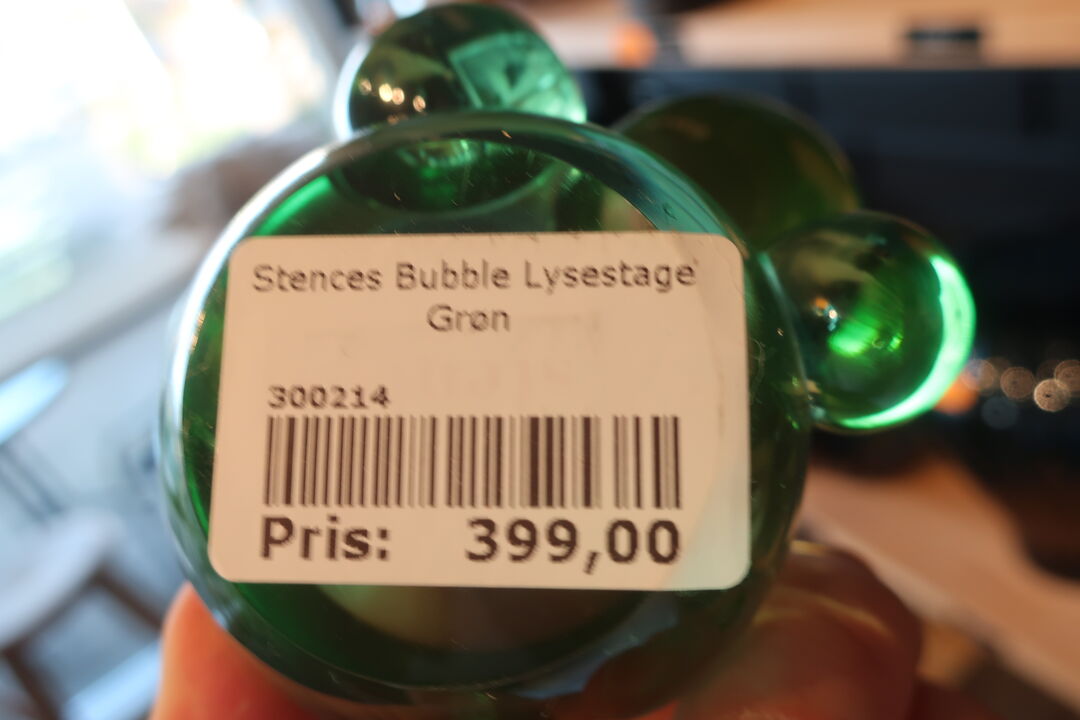 Stences Bubble Lysestage
Grøn
300214
Pris: 399,00